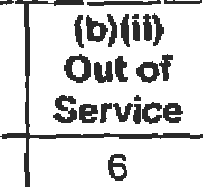 (b)(ii)
Out of
Service
6